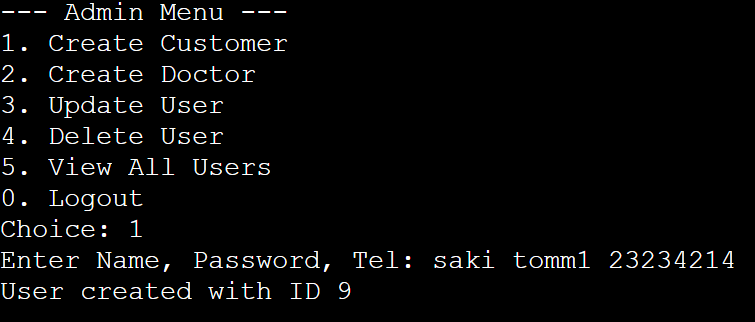 --- Admin Menu ---
1. Create Customer
2. Create Doctor
3. Update User
4. Delete User
5. View All Users
0. Logout
Choice: 1
Enter Name, Password, Tel: saki tomm1 23234214
User created with ID 9